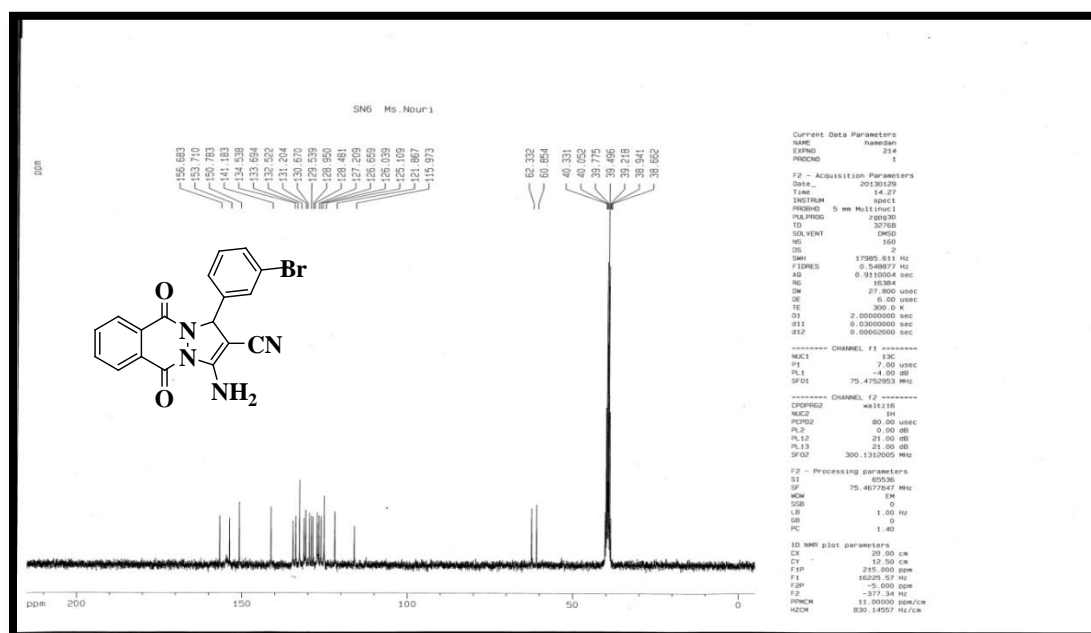 SN6 Ms.Nouri
ppm
156.683
153.710
150.783
141.183
134.538
133.694
132.522
131.204
130.670
129.539
128.950
128.481
127.209
126.659
126.039
125.109
121.867
115.973
62.332
60.854
40.331
40.052
39.775
39.496
39.218
38.941
38.662
Br
O
N
N
CN
NH2
O
Current Data Parameters
NAME hamedan
EXPNO 214
PROCNO 1
F2 - Acquisition Parameters
Date_ 20130129
Time 14.27
INSTRUM spect
PROBHD 5 mm Multinucl
PULPROG zgpg30
TD 32768
SOLVENT DMSO
NS 160
DS 2
SWH 17985.611 Hz
FIDRES 0.548877 Hz
AQ 0.9110004 sec
RG 16384
DW 27.800 usec
DE 6.00 usec
TE 300.0 K
D1 2.00000000 sec
d11 0.03000000 sec
d12 0.00002000 sec
======== CHANNEL f1 ========
NUC1 13C
P1 7.00 usec
PL1 -4.00 dB
SFO1 75.4752953 MHz
======== CHANNEL f2 ========
CPDPRG2 waltz16
NUC2 1H
PCPD2 80.00 usec
PL2 0.00 dB
PL12 21.00 dB
PL13 21.00 dB
SFO2 300.1312005 MHz
F2 - Processing parameters
SI 65536
SF 75.4677647 MHz
WDW EM
SSB 0
LB 1.00 Hz
GB 0
PC 1.40
1D NMR plot parameters
CX 20.00 cm
CY 12.50 cm
F1P 215.000 ppm
F1 16225.57 Hz
F2P -5.000 ppm
F2 -377.34 Hz
PPMCM 11.00000 ppm/cm
HZCM 830.14557 Hz/cm
ppm 200 150 100 50 0